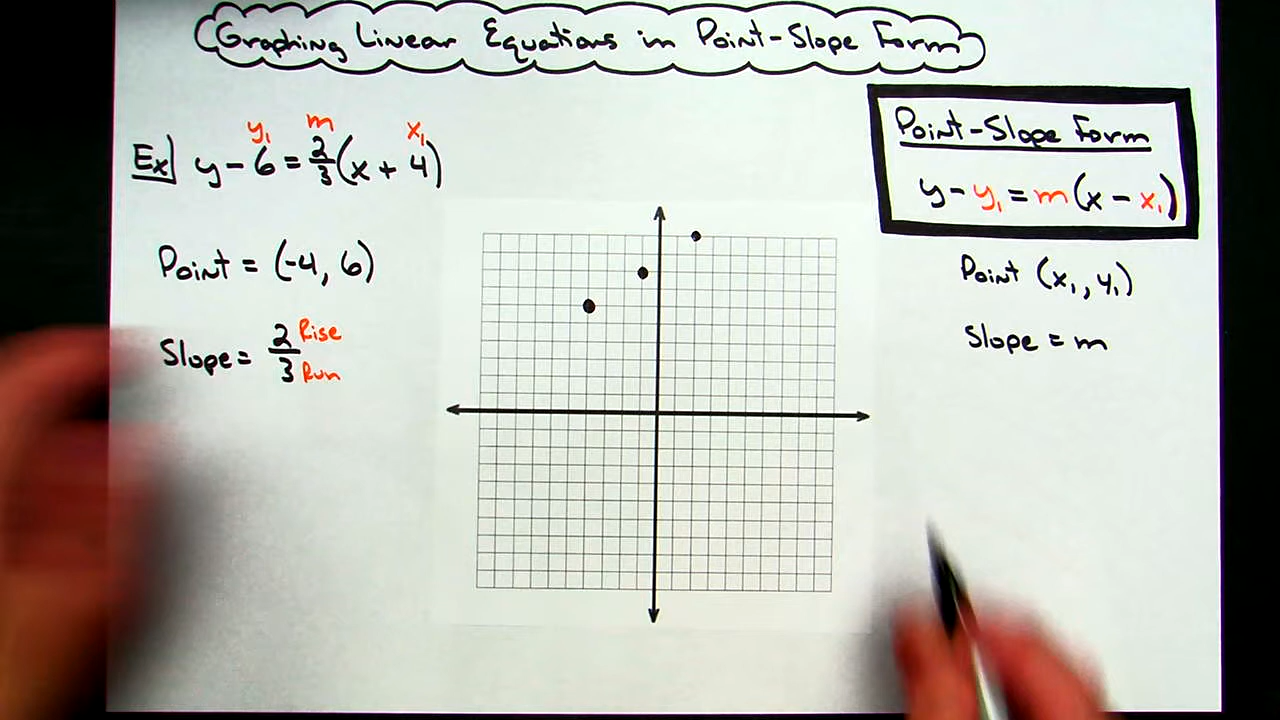 Graphing Linear Equations in Point-Slope Form
y₁ m x₁
Ex] y - 6 = 2/3 (x + 4)
Point = (-4, 6)
Slope = 2/3 Rise Run
Point-Slope Form
y - y₁ = m(x - x₁)
Point (x₁, y₁)
Slope = m